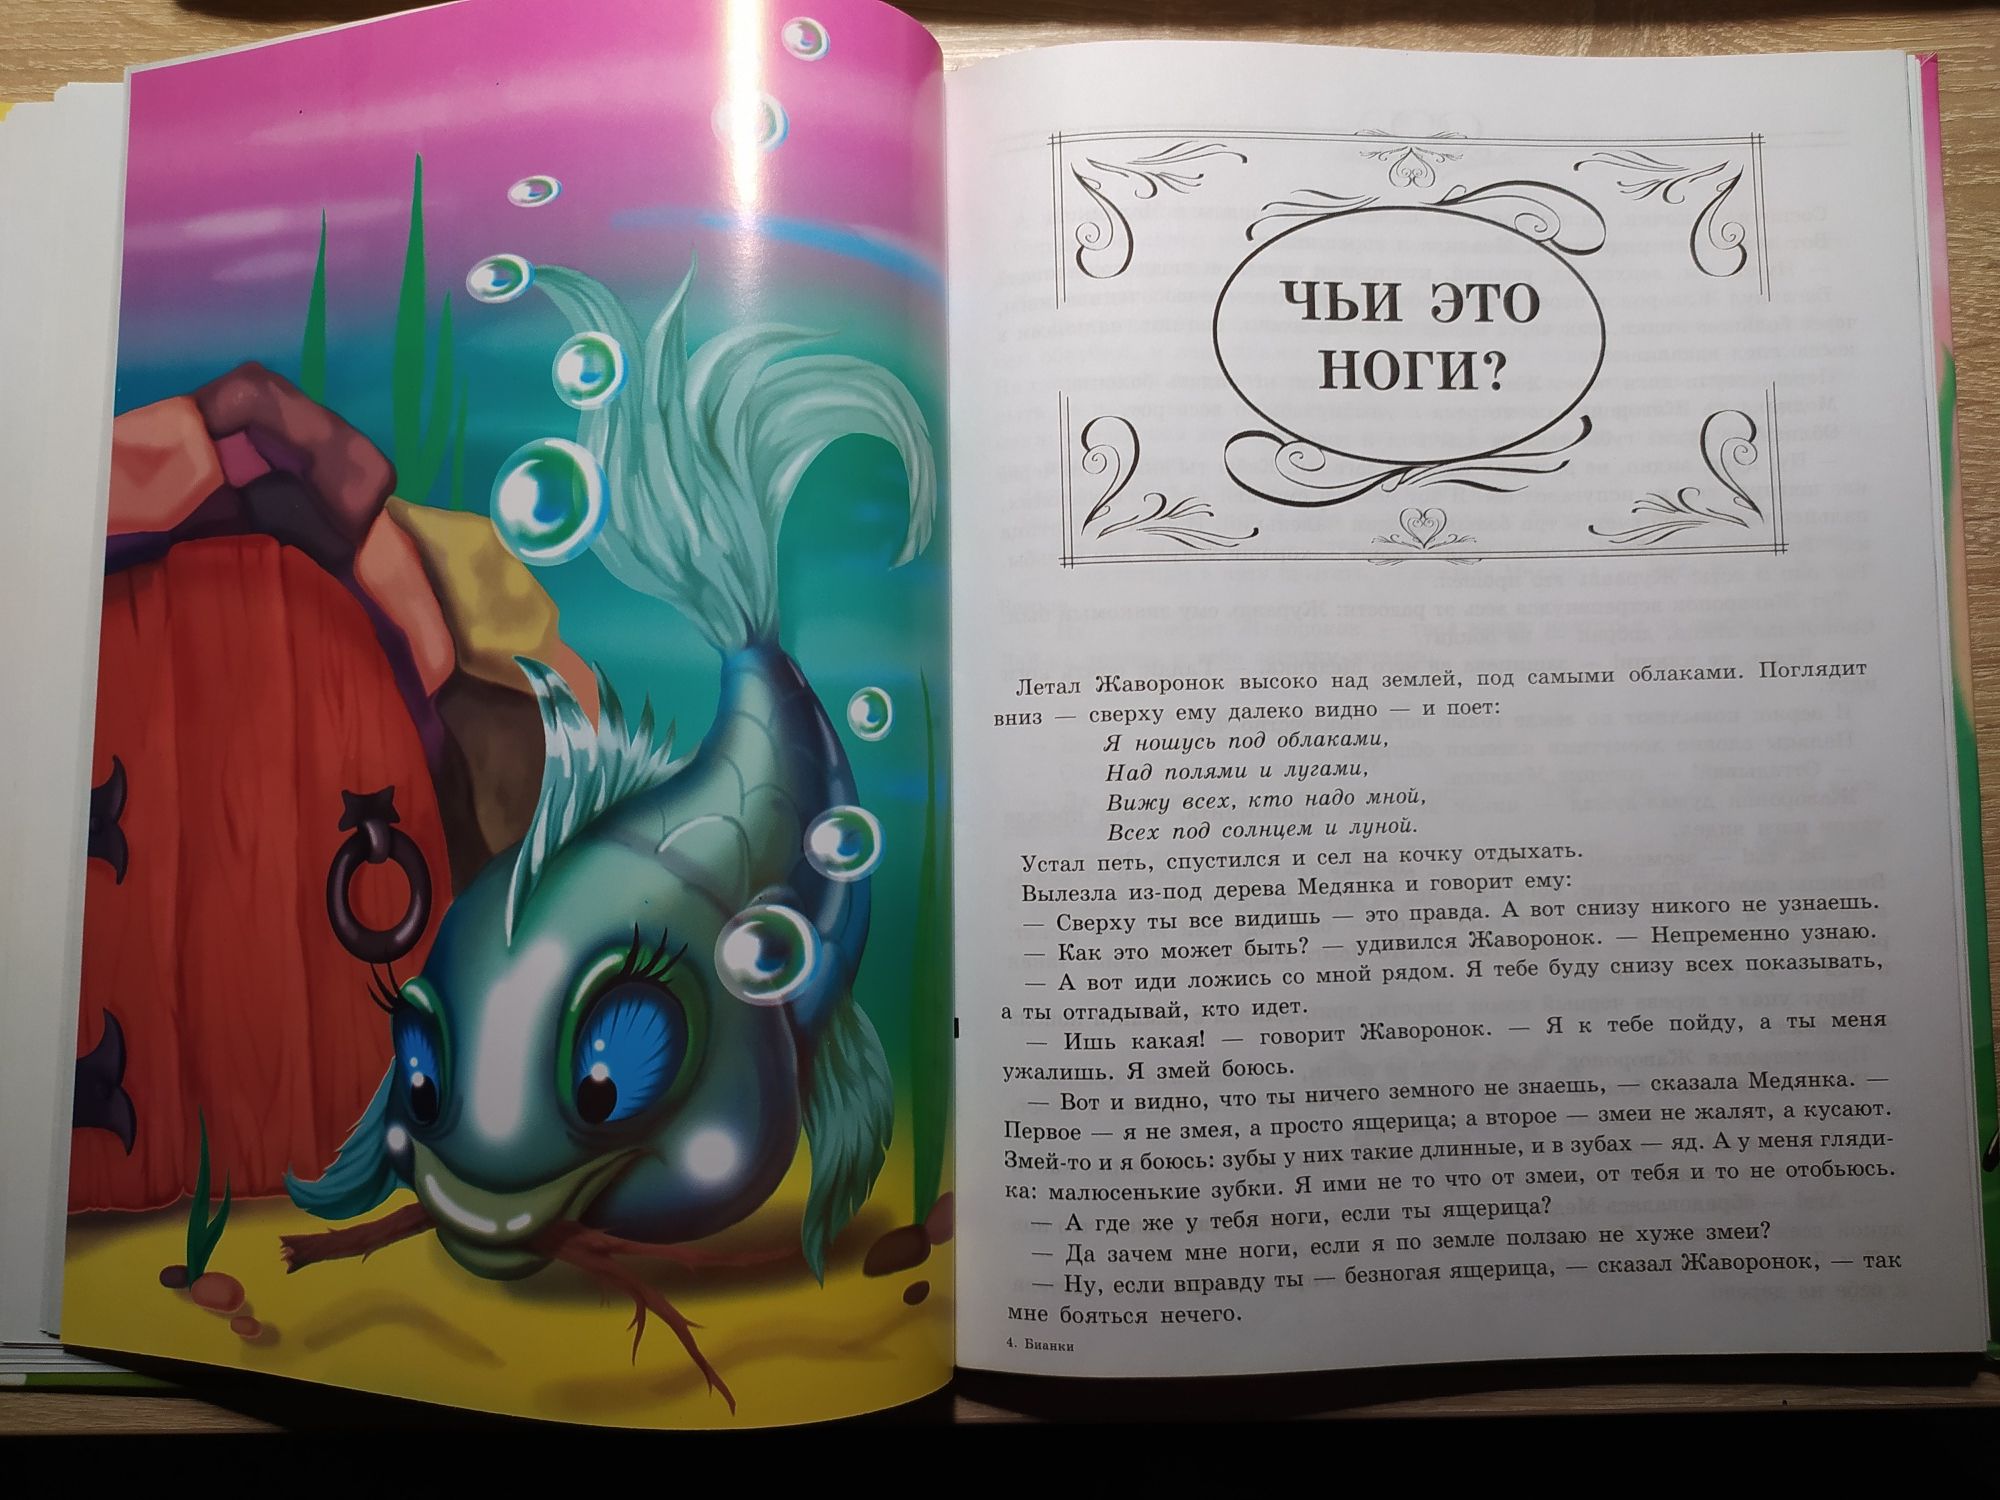 ЧЬИ ЭТО
НОГИ?
Летал Жаворонок высоко над землей, под самыми облаками. Поглядит
вниз — сверху ему далеко видно — и поет:
Я ношусь под облаками,
Над полями и лугами,
Вижу всех, кто надо мной,
Всех под солнцем и луной.
Устал петь, спустился и сел на кочку отдыхать.
Вылезла из-под дерева Медянка и говорит ему:
— Сверху ты все видишь — это правда. А вот снизу никого не узнаешь.
— Как это может быть? — удивился Жаворонок. — Непременно узнаю.
— А вот иди ложись со мной рядом. Я тебе буду снизу всех показывать,
а ты отгадывай, кто идет.
— Ишь какая! — говорит Жаворонок. — Я к тебе пойду, а ты меня
ужалишь. Я змей боюсь.
— Вот и видно, что ты ничего земного не знаешь, — сказала Медянка. —
Первое — я не змея, а просто ящерица; а второе — змеи не жалят, а кусают.
Змей-то и я боюсь: зубы у них такие длинные, и в зубах — яд. А у меня гляди-
ка: малюсенькие зубки. Я ими не то что от змеи, от тебя и то не отобьюсь.
— А где же у тебя ноги, если ты ящерица?
— Да зачем мне ноги, если я по земле ползаю не хуже змеи?
— Ну, если вправду ты — безногая ящерица, — сказал Жаворонок, — так
мне бояться нечего.
4. Бианки